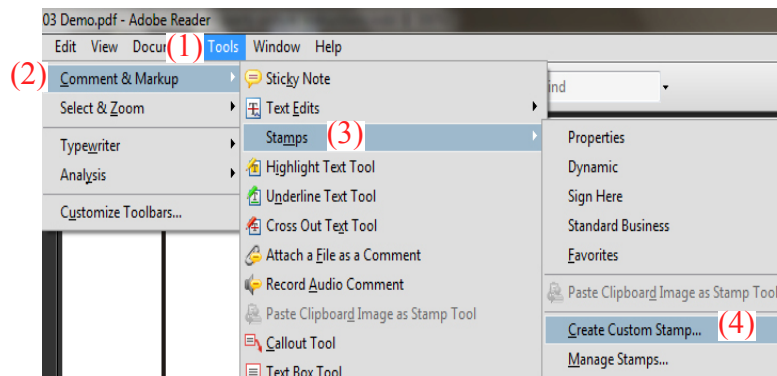 03 Demo.pdf - Adobe Reader
Edit View Docu (1) Tools Window Help
(2) Comment & Markup
Select & Zoom
Typewriter
Analysis
Customize Toolbars...
Sticky Note
Text Edits
Stamps (3)
Highlight Text Tool
Underline Text Tool
Cross Out Text Tool
Attach a File as a Comment
Record Audio Comment
Paste Clipboard Image as Stamp Tool
Callout Tool
Text Box Tool
ind
Properties
Dynamic
Sign Here
Standard Business
Favorites
Paste Clipboard Image as Stamp Tool
Create Custom Stamp... (4)
Manage Stamps...